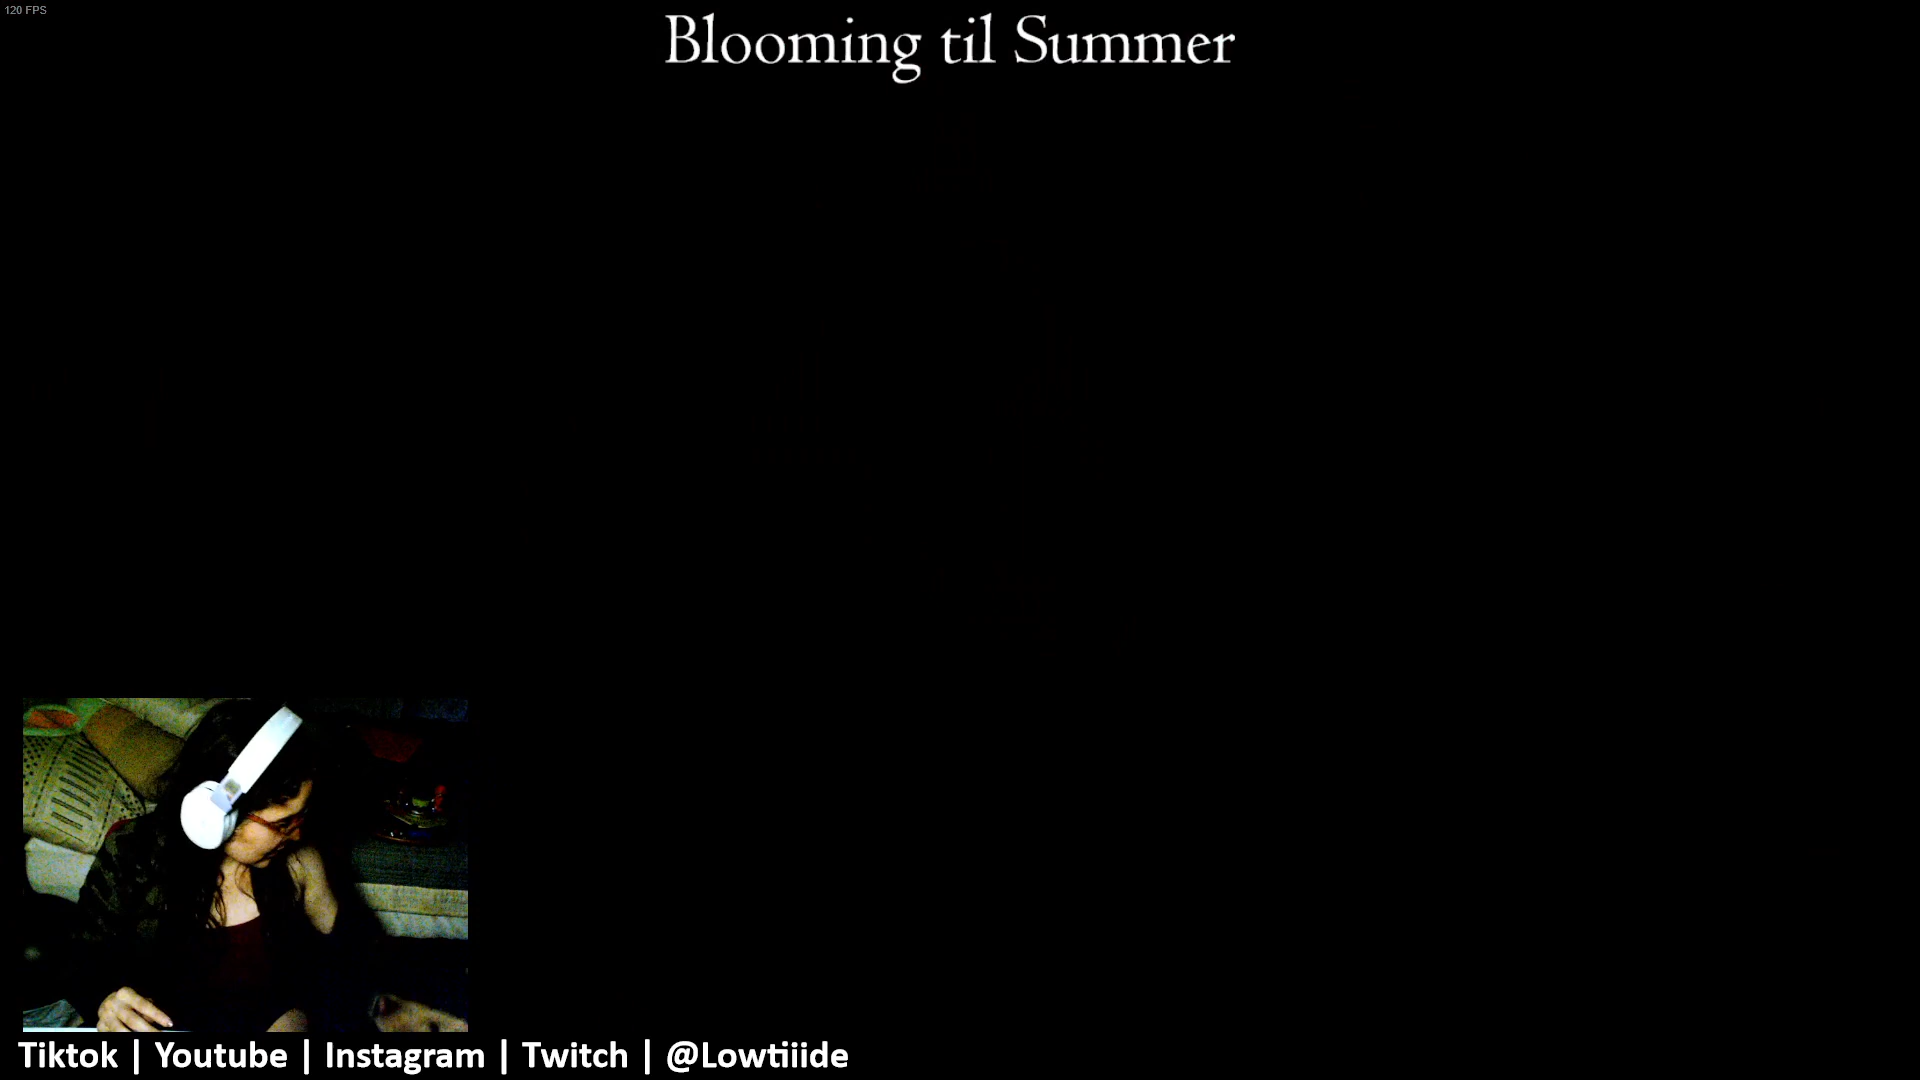 120 FPS
Blooming til Summer
Tiktok | Youtube | Instagram | Twitch | @Lowtiiide